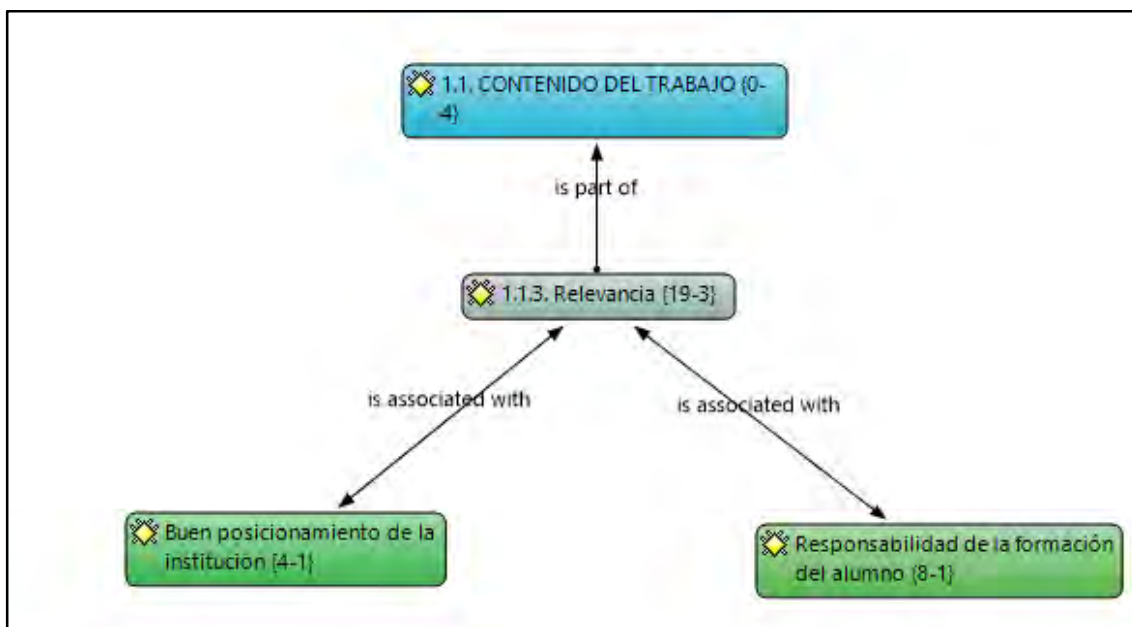 1.1. CONTENIDO DEL TRABAJO {0-
-4}
is part of
1.1.3. Relevancia {19-3}
is associated with
is associated with
Buen posicionamiento de la
institución {4-1}
Responsabilidad de la formación
del alumno {8-1}